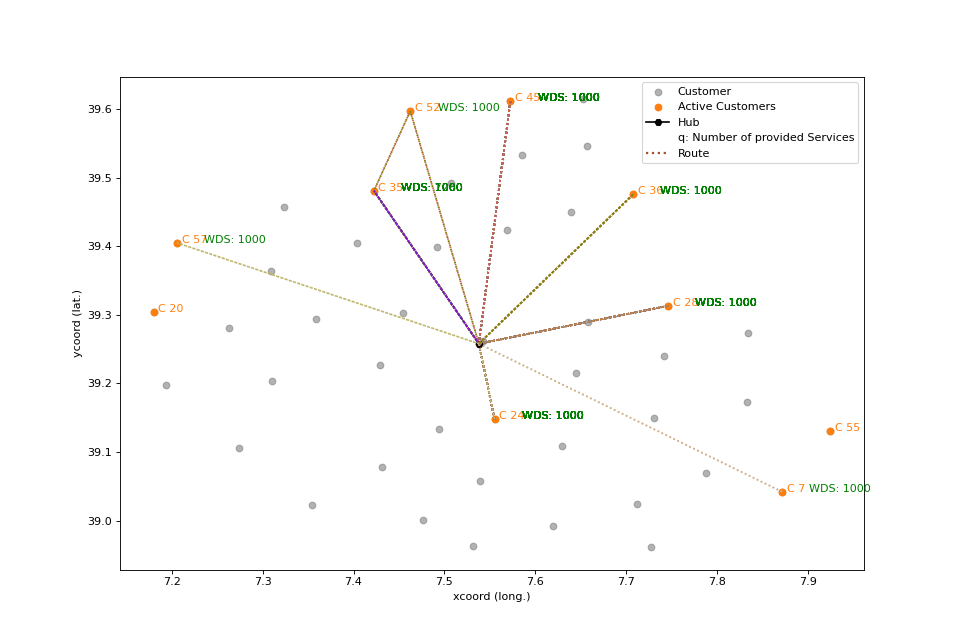 Customer
Active Customers
Hub
q: Number of provided Services
Route
C 45 WDS: 1000
C 52 WDS: 1000
C 35 WDS:
C 36 WDS: 1000
C 57 WDS: 1000
C 20
C 28 WDS: 1000
C 24 WDS: 1000
C 55
C 7 WDS: 1000
39.6
39.5
39.4
39.3
39.2
39.1
39.0
ycoord (lat.)
7.2 7.3 7.4 7.5 7.6 7.7 7.8 7.9
xcoord (long.)